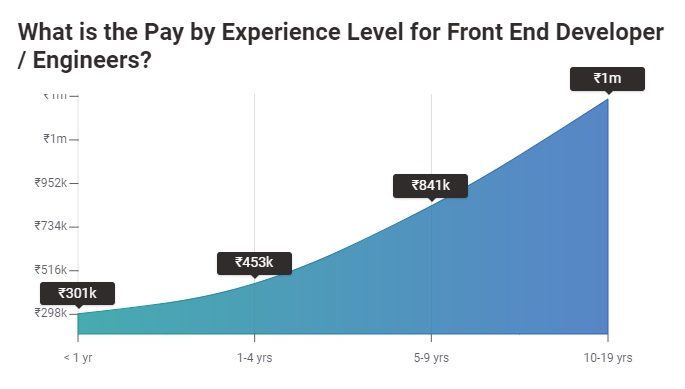 What is the Pay by Experience Level for Front End Developer
/ Engineers?
₹1m
₹1m
₹952k
₹841k
₹734k
₹516k
₹453k
₹301k
₹298k
< 1 yr
1-4 yrs
5-9 yrs
10-19 yrs